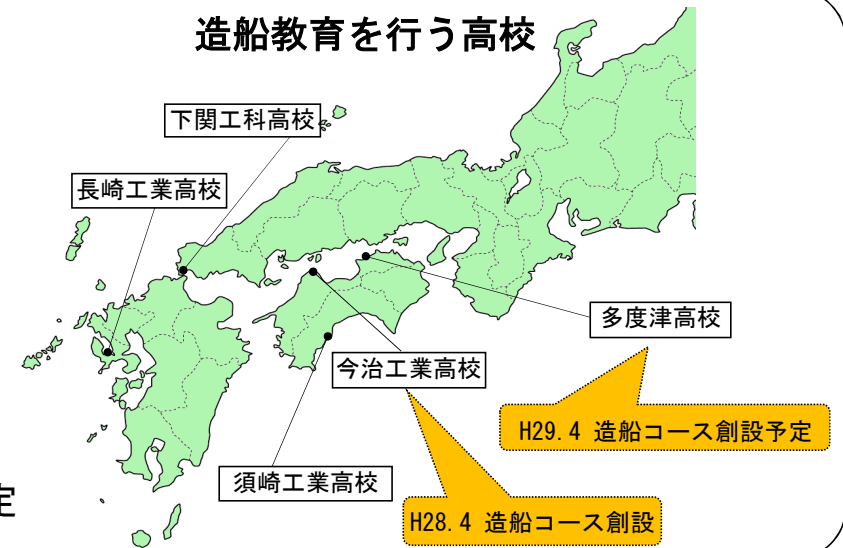 造船教育を行う高校
下関工科高校
長崎工業高校
多度津高校
今治工業高校
H29.4 造船コース創設予定
須崎工業高校
定
H28.4 造船コース創設